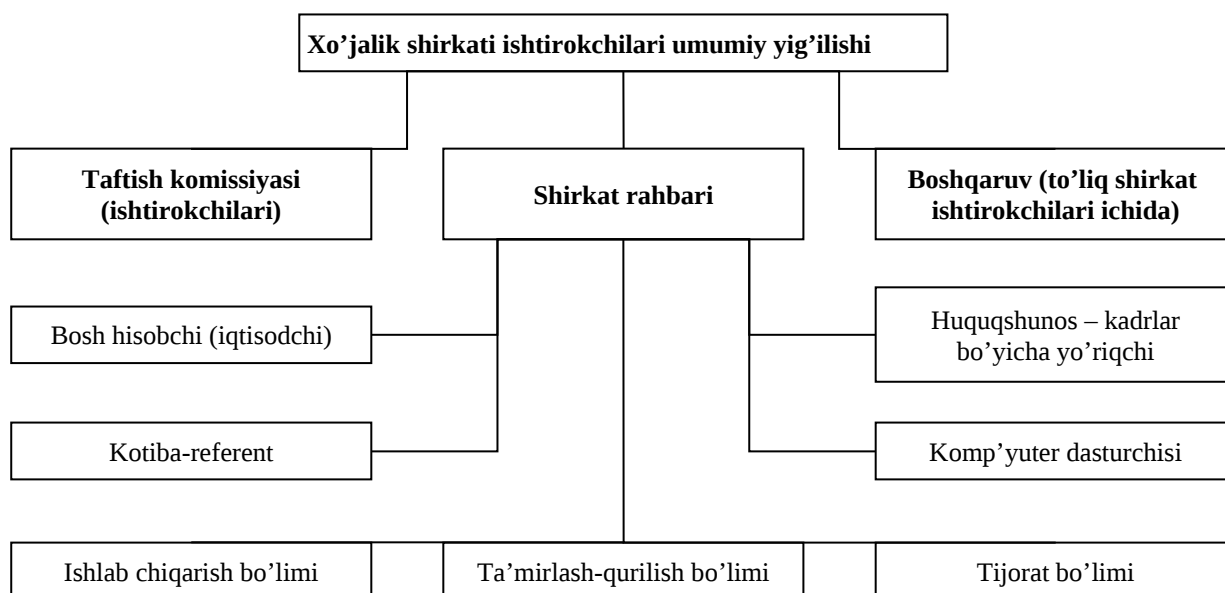 Xo’jalik shirkati ishtirokchilari umumiy yig’ilishi
Taftish komissiyasi
(ishtirokchilari)
Shirkat rahbari
Boshqaruv (to’liq shirkat
ishtirokchilari ichida)
Bosh hisobchi (iqtisodchi)
Huquqshunos – kadrlar
bo’yicha yo’riqchi
Kotiba-referent
Komp’yuter dasturchisi
Ishlab chiqarish bo’limi
Ta’mirlash-qurilish bo’limi
Tijorat bo’limi